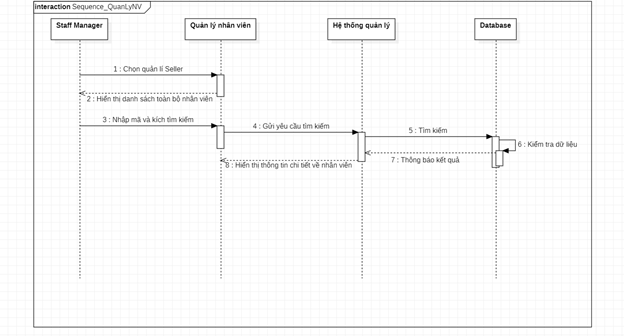 interaction Sequence_QuanLyNV
Staff Manager
Quản lý nhân viên
Hệ thống quản lý
Database
1 : Chọn quản lí Seller
2 : Hiển thị danh sách toàn bộ nhân viên
3 : Nhập mã và kích tìm kiếm
4 : Gửi yêu cầu tìm kiếm
5 : Tìm kiếm
6 : Kiểm tra dữ liệu
7 : Thông báo kết quả
8 : Hiển thị thông tin chi tiết về nhân viên